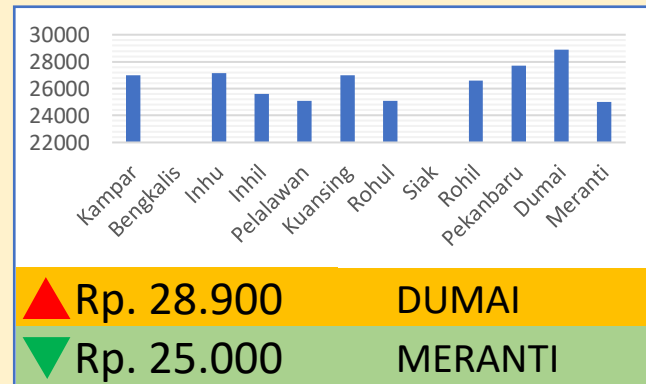 30000
28000
26000
24000
22000
Kampar
Bengkalis
Inhu
Inhil
Pelalawan
Kuansing
Rohul
Siak
Rohil
Pekanbaru
Dumai
Meranti
Rp. 28.900 DUMAI
Rp. 25.000 MERANTI